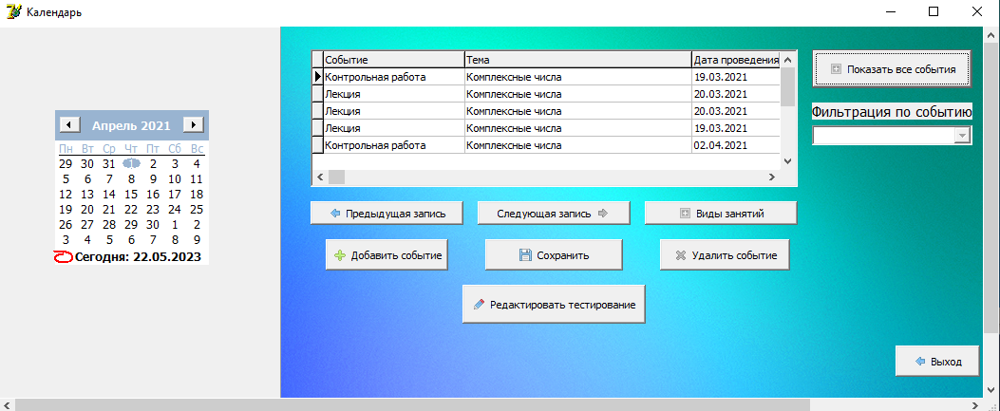 Календарь
Апрель 2021
Пн Вт Ср Чт Пт Сб Вс
29 30 31 1 2 3 4
5 6 7 8 9 10 11
12 13 14 15 16 17 18
19 20 21 22 23 24 25
26 27 28 29 30 1 2
3 4 5 6 7 8 9
Сегодня: 22.05.2023
Событие Тема Дата проведения
Контрольная работа Комплексные числа 19.03.2021
Лекция Комплексные числа 20.03.2021
Лекция Комплексные числа 20.03.2021
Лекция Комплексные числа 19.03.2021
Контрольная работа Комплексные числа 02.04.2021
Показать все события
Фильтрация по событию
Предыдущая запись Следующая запись Виды занятий
Добавить событие Сохранить Удалить событие
Редактировать тестирование
Выход